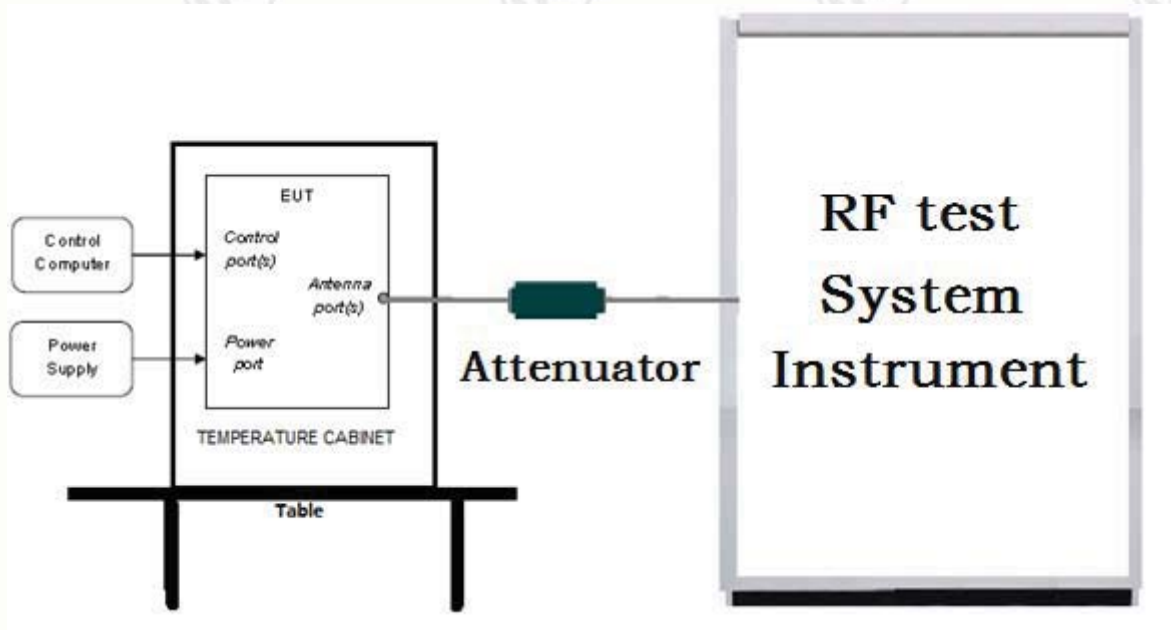 Control
Computer
Power
Supply
EUT
Control
port(s)
Antenna
port(s)
Power
port
TEMPERATURE CABINET
Table
Attenuator
RF test
System
Instrument